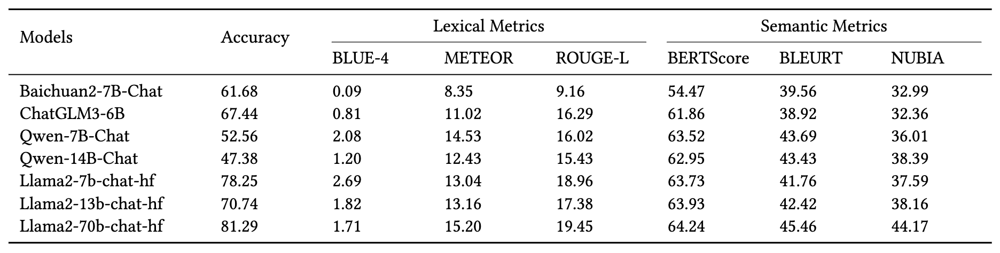 Models Accuracy Lexical Metrics Semantic Metrics
BLUE-4 METEOR ROUGE-L BERTScore BLEURT NUBIA
Baichuan2-7B-Chat 61.68 0.09 8.35 9.16 54.47 39.56 32.99
ChatGLM3-6B 67.44 0.81 11.02 16.29 61.86 38.92 32.36
Qwen-7B-Chat 52.56 2.08 14.53 16.02 63.52 43.69 36.01
Qwen-14B-Chat 47.38 1.20 12.43 15.43 62.95 43.43 38.39
Llama2-7b-chat-hf 78.25 2.69 13.04 18.96 63.73 41.76 37.59
Llama2-13b-chat-hf 70.74 1.82 13.16 17.38 63.93 42.42 38.16
Llama2-70b-chat-hf 81.29 1.71 15.20 19.45 64.24 45.46 44.17